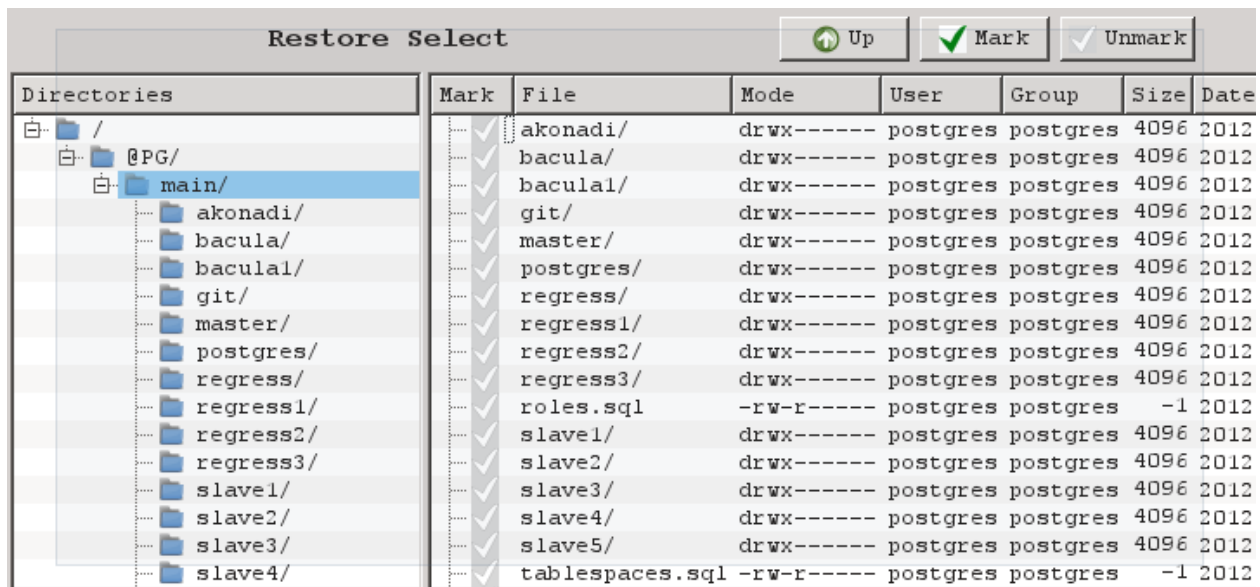 Restore Select
Up
Mark
Unmark
Directories
/
@PG/
main/
akonadi/
bacula/
bacula1/
git/
master/
postgres/
regress/
regress1/
regress2/
regress3/
slave1/
slave2/
slave3/
slave4/
Mark File Mode User Group Size Date
akonadi/ drwx------ postgres postgres 4096 2012
bacula/ drwx------ postgres postgres 4096 2012
bacula1/ drwx------ postgres postgres 4096 2012
git/ drwx------ postgres postgres 4096 2012
master/ drwx------ postgres postgres 4096 2012
postgres/ drwx------ postgres postgres 4096 2012
regress/ drwx------ postgres postgres 4096 2012
regress1/ drwx------ postgres postgres 4096 2012
regress2/ drwx------ postgres postgres 4096 2012
regress3/ drwx------ postgres postgres 4096 2012
roles.sql -rw-r----- postgres postgres -1 2012
slave1/ drwx------ postgres postgres 4096 2012
slave2/ drwx------ postgres postgres 4096 2012
slave3/ drwx------ postgres postgres 4096 2012
slave4/ drwx------ postgres postgres 4096 2012
slave5/ drwx------ postgres postgres 4096 2012
tablespaces.sql -rw-r----- postgres postgres -1 2012